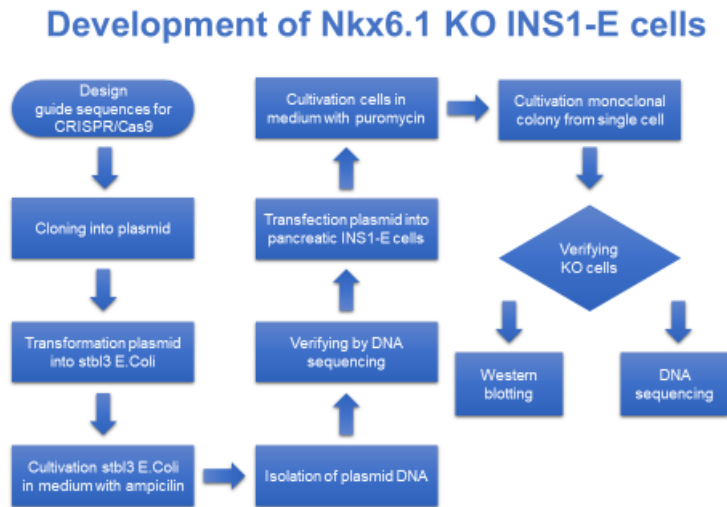 Development of Nkx6.1 KO INS1-E cells
Design
guide sequences for
CRISPR/Cas9
Cloning into plasmid
Transformation plasmid
into stbl3 E.Coli
Cultivation stbl3 E.Coli
in medium with ampicilin
Isolation of plasmid DNA
Verifying by DNA
sequencing
Transfection plasmid into
pancreatic INS1-E cells
Cultivation cells in
medium with puromycin
Cultivation monoclonal
colony from single cell
Verifying
KO cells
Western
blotting
DNA
sequencing